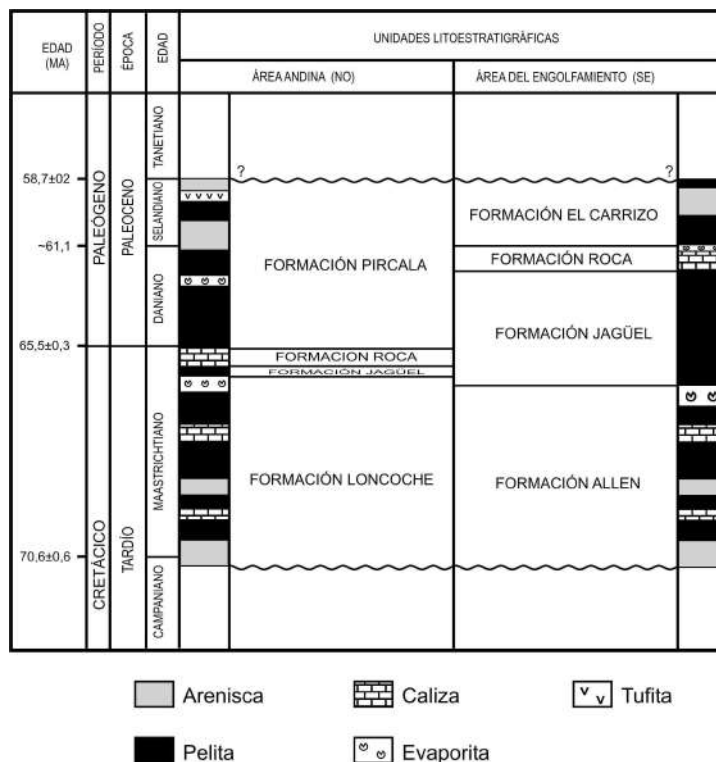 EDAD
(MA)
PERÍODO
ÉPOCA
EDAD
UNIDADES LITOESTRATIGRÁFICAS
ÁREA ANDINA (NO)
ÁREA DEL ENGOLFAMIENTO (SE)
58,7±02
~61,1
65,5±0,3
70,6±0,6
PALEÓGENO
CRETÁCICO
PALEOCENO
TARDÍO
TANETIANO
SELANDIANO
DANIANO
MAASTRICHTIANO
CAMPANIANO
?
?
FORMACIÓN PIRCALA
FORMACION ROCA
FORMACIÓN JAGÜEL
FORMACIÓN LONCOCHE
FORMACIÓN EL CARRIZO
FORMACIÓN ROCA
FORMACIÓN JAGÜEL
FORMACIÓN ALLEN
Arenisca
Caliza
Tufita
Pelita
Evaporita